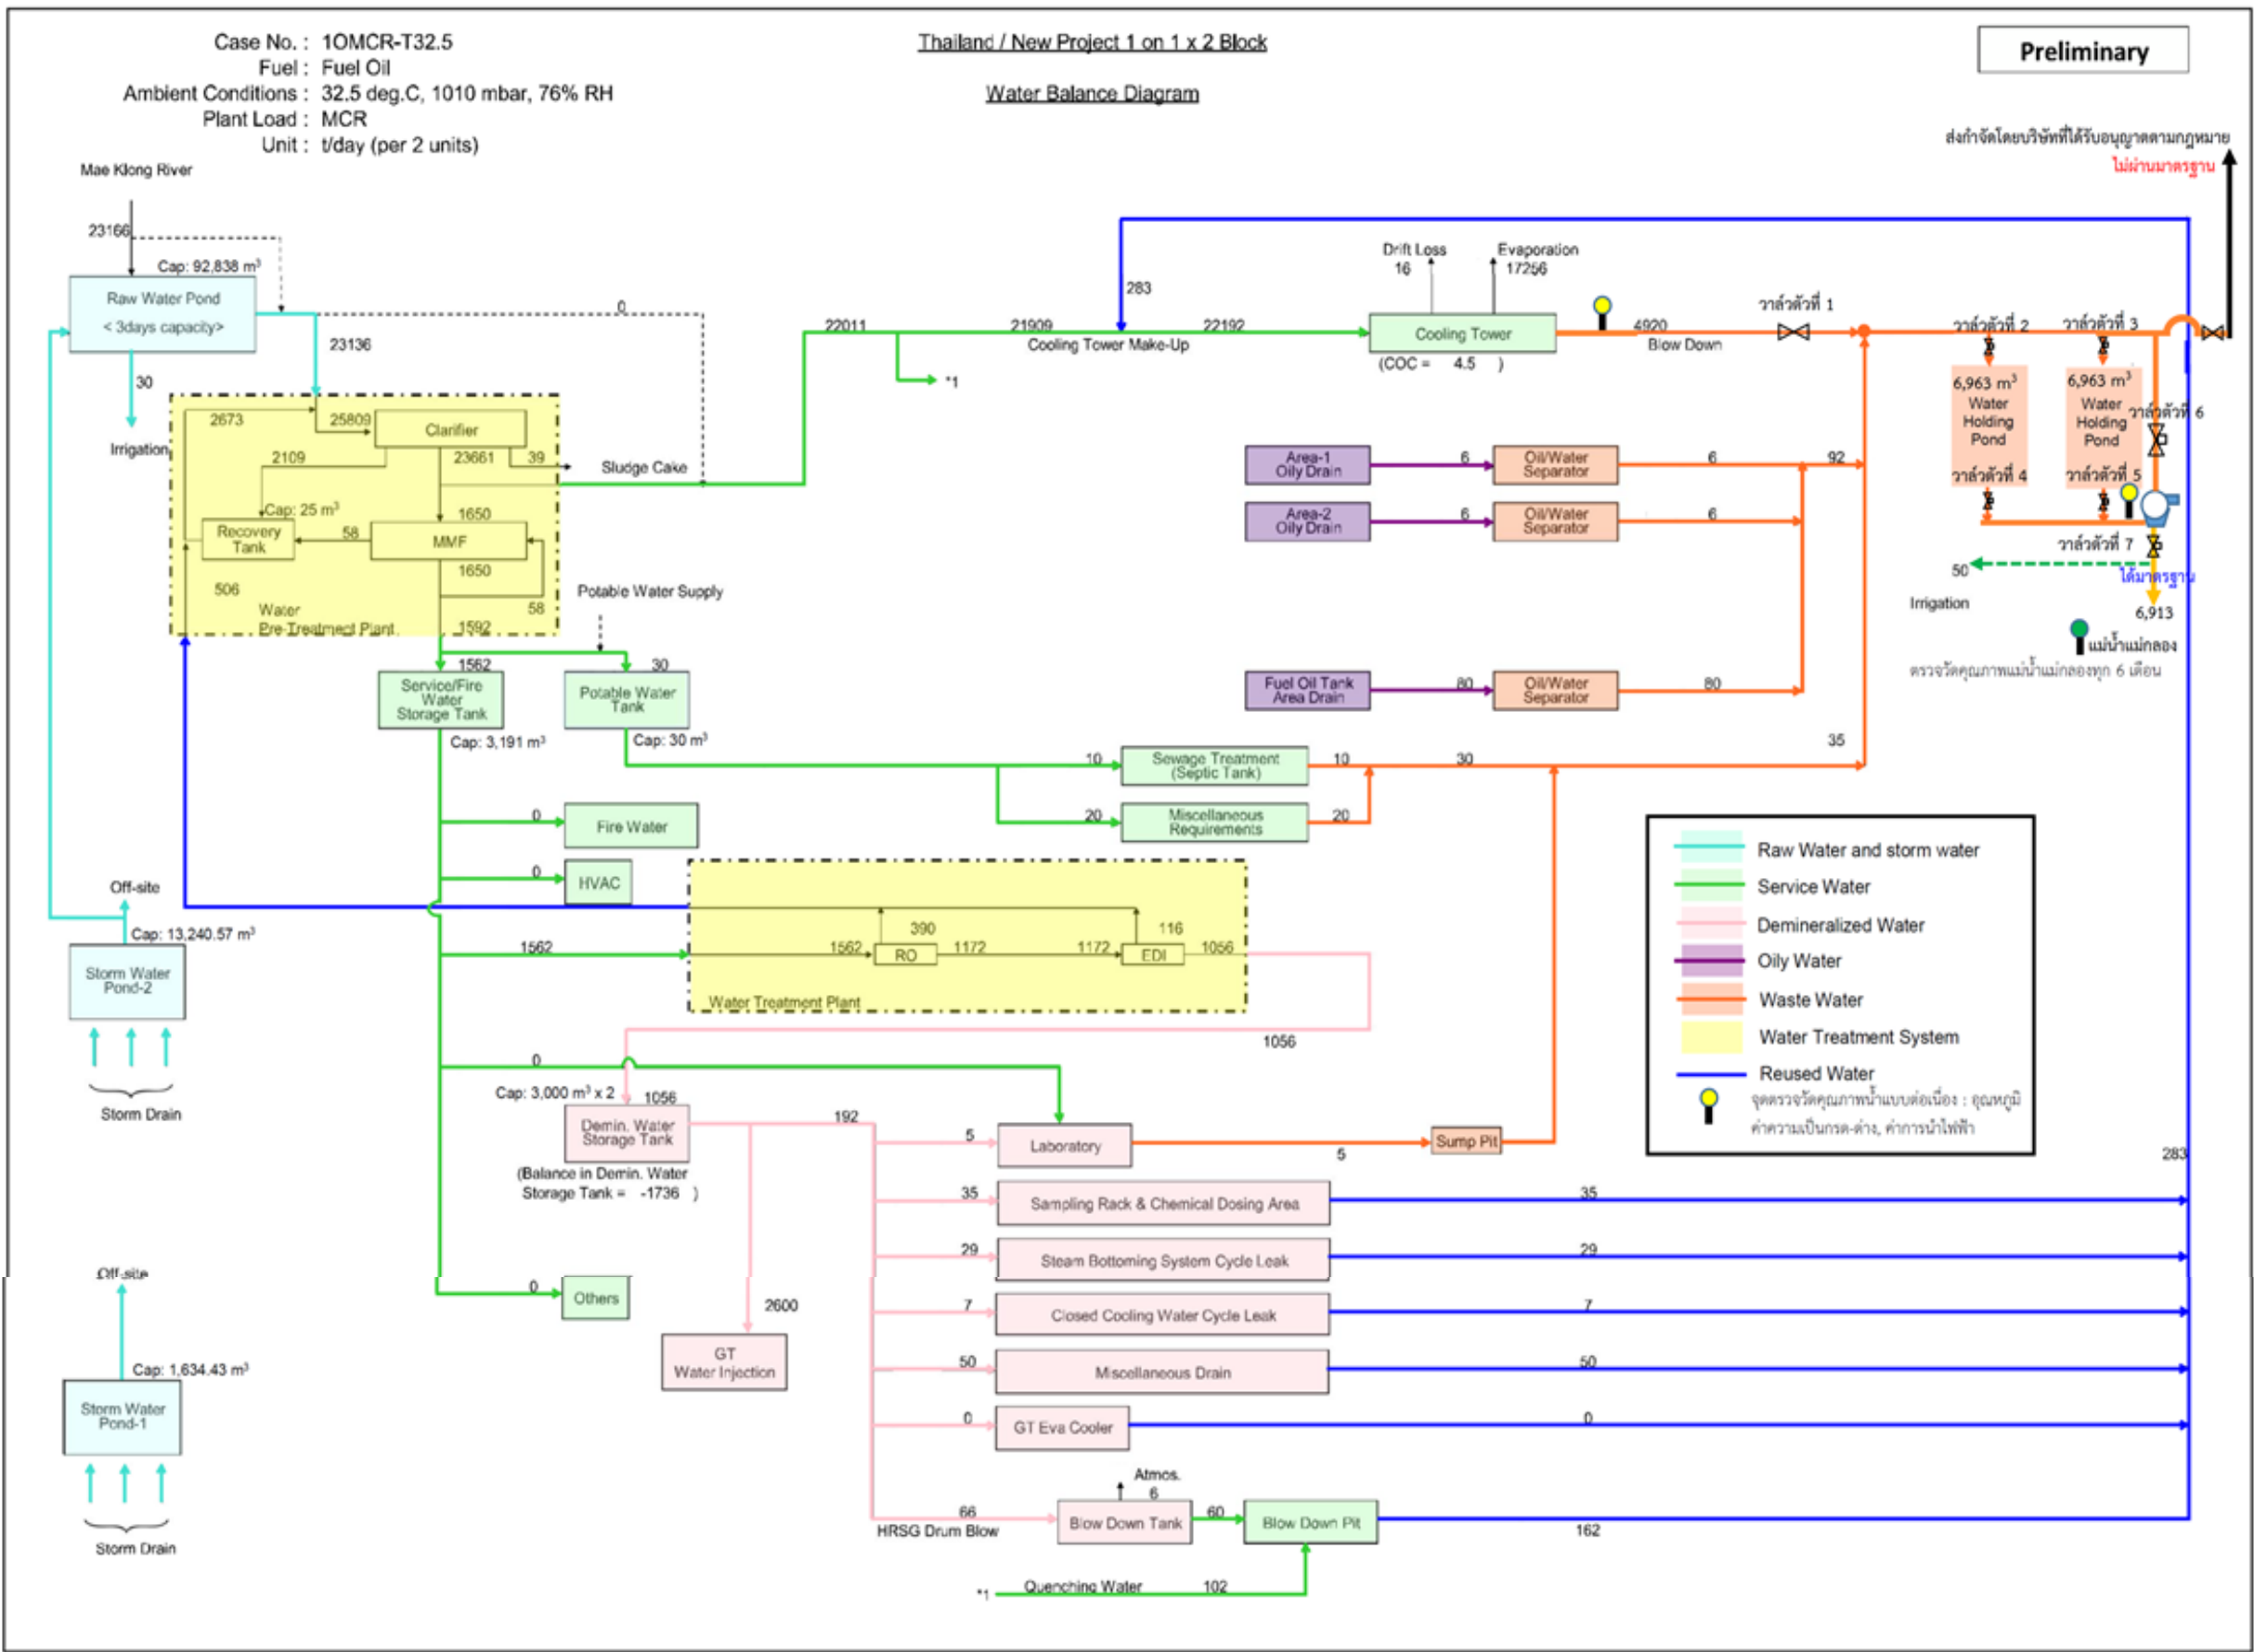 Case No. : 1OMCR-T32.5
Fuel : Fuel Oil
Ambient Conditions : 32.5 deg.C, 1010 mbar, 76% RH
Plant Load : MCR
Unit : t/day (per 2 units)
Thailand / New Project 1 on 1 x 2 Block
Water Balance Diagram
Preliminary
ส่งกำจัดโดยบริษัทที่ได้รับอนุญาตตามกฎหมาย
ไม่ผ่านมาตรฐาน
Mae Klong River
23166
Cap: 92,838 m³
Raw Water Pond
< 3days capacity>
30
Irrigation
23136
0
2673
25809
Clarifier
2109
23661
39
Sludge Cake
Cap: 25 m³
Recovery
Tank
58
1650
MMF
1650
58
506
Water
Pre-Treatment Plant
1592
22011
*1
21909
Cooling Tower Make-Up
283
22192
Drift Loss
16
Evaporation
17256
Cooling Tower
(COC = 4.5 )
4920
Blow Down
วาล์วตัวที่ 1
วาล์วตัวที่ 2
วาล์วตัวที่ 3
6,963 m³
Water
Holding
Pond
6,963 m³
Water
Holding
Pond
วาล์วตัวที่ 6
วาล์วตัวที่ 4
วาล์วตัวที่ 5
วาล์วตัวที่ 7
50
Irrigation
ได้มาตรฐาน
6,913
แม่น้ำแม่กลอง
ตรวจวัดคุณภาพแม่น้ำแม่กลองทุก 6 เดือน
Area-1
Oily Drain
6
Oil/Water
Separator
6
92
Area-2
Oily Drain
6
Oil/Water
Separator
6
Fuel Oil Tank
Area Drain
80
Oil/Water
Separator
80
35
Potable Water Supply
1562
30
Service/Fire
Water
Storage Tank
Cap: 3,191 m³
Potable Water
Tank
Cap: 30 m³
10
Sewage Treatment
(Septic Tank)
10
30
20
Miscellaneous
Requirements
20
0
Fire Water
0
HVAC
1562
1562
390
RO
1172
1172
116
EDI
1056
Water Treatment Plant
1056
Off-site
Cap: 13,240.57 m³
Storm Water
Pond-2
Storm Drain
0
Cap: 3,000 m³ x 2
1056
Demin. Water
Storage Tank
(Balance in Demin. Water
Storage Tank = -1736 )
192
2600
GT
Water Injection
0
Others
5
Laboratory
5
Sump Pit
35
Sampling Rack & Chemical Dosing Area
35
29
Steam Bottoming System Cycle Leak
29
7
Closed Cooling Water Cycle Leak
7
50
Miscellaneous Drain
50
0
GT Eva Cooler
0
66
HRSG Drum Blow
Atmos.
6
Blow Down Tank
60
Blow Down Pit
162
*1
Quenching Water
102
283
Off-site
Cap: 1,634.43 m³
Storm Water
Pond-1
Storm Drain
Raw Water and storm water
Service Water
Demineralized Water
Oily Water
Waste Water
Water Treatment System
Reused Water
จุดตรวจวัดคุณภาพน้ำแบบต่อเนื่อง : อุณหภูมิ
ค่าความเป็นกรด-ด่าง, ค่าการนำไฟฟ้า